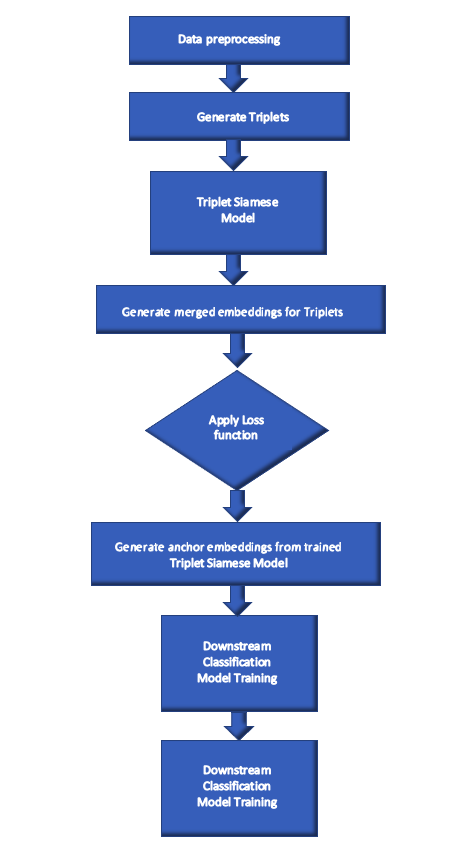 Data preprocessing
Generate Triplets
Triplet Siamese
Model
Generate merged embeddings for Triplets
Apply Loss
function
Generate anchor embeddings from trained
Triplet Siamese Model
Downstream
Classification
Model Training
Downstream
Classification
Model Training